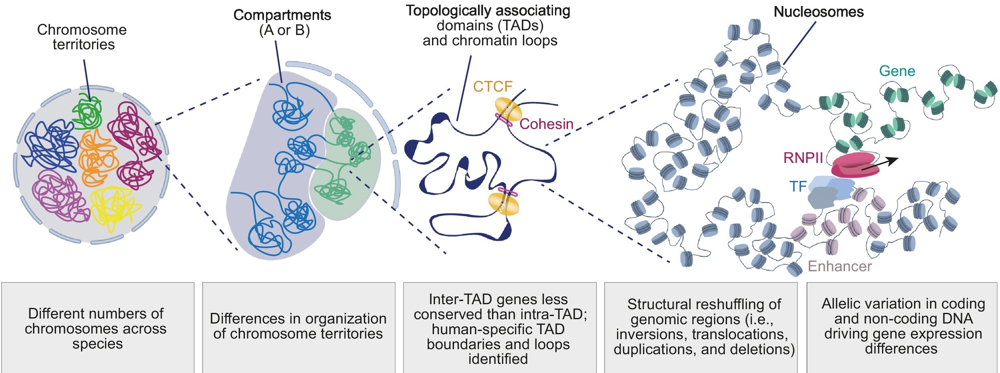 Chromosome
territories
Compartments
(A or B)
Topologically associating
domains (TADs)
and chromatin loops
Nucleosomes
CTCF
Cohesin
Gene
RNPII
TF
Enhancer
Different numbers of
chromosomes across
species
Differences in organization
of chromosome territories
Inter-TAD genes less
conserved than intra-TAD;
human-specific TAD
boundaries and loops
identified
Structural reshuffling of
genomic regions (i.e.,
inversions, translocations,
duplications, and deletions)
Allelic variation in coding
and non-coding DNA
driving gene expression
differences